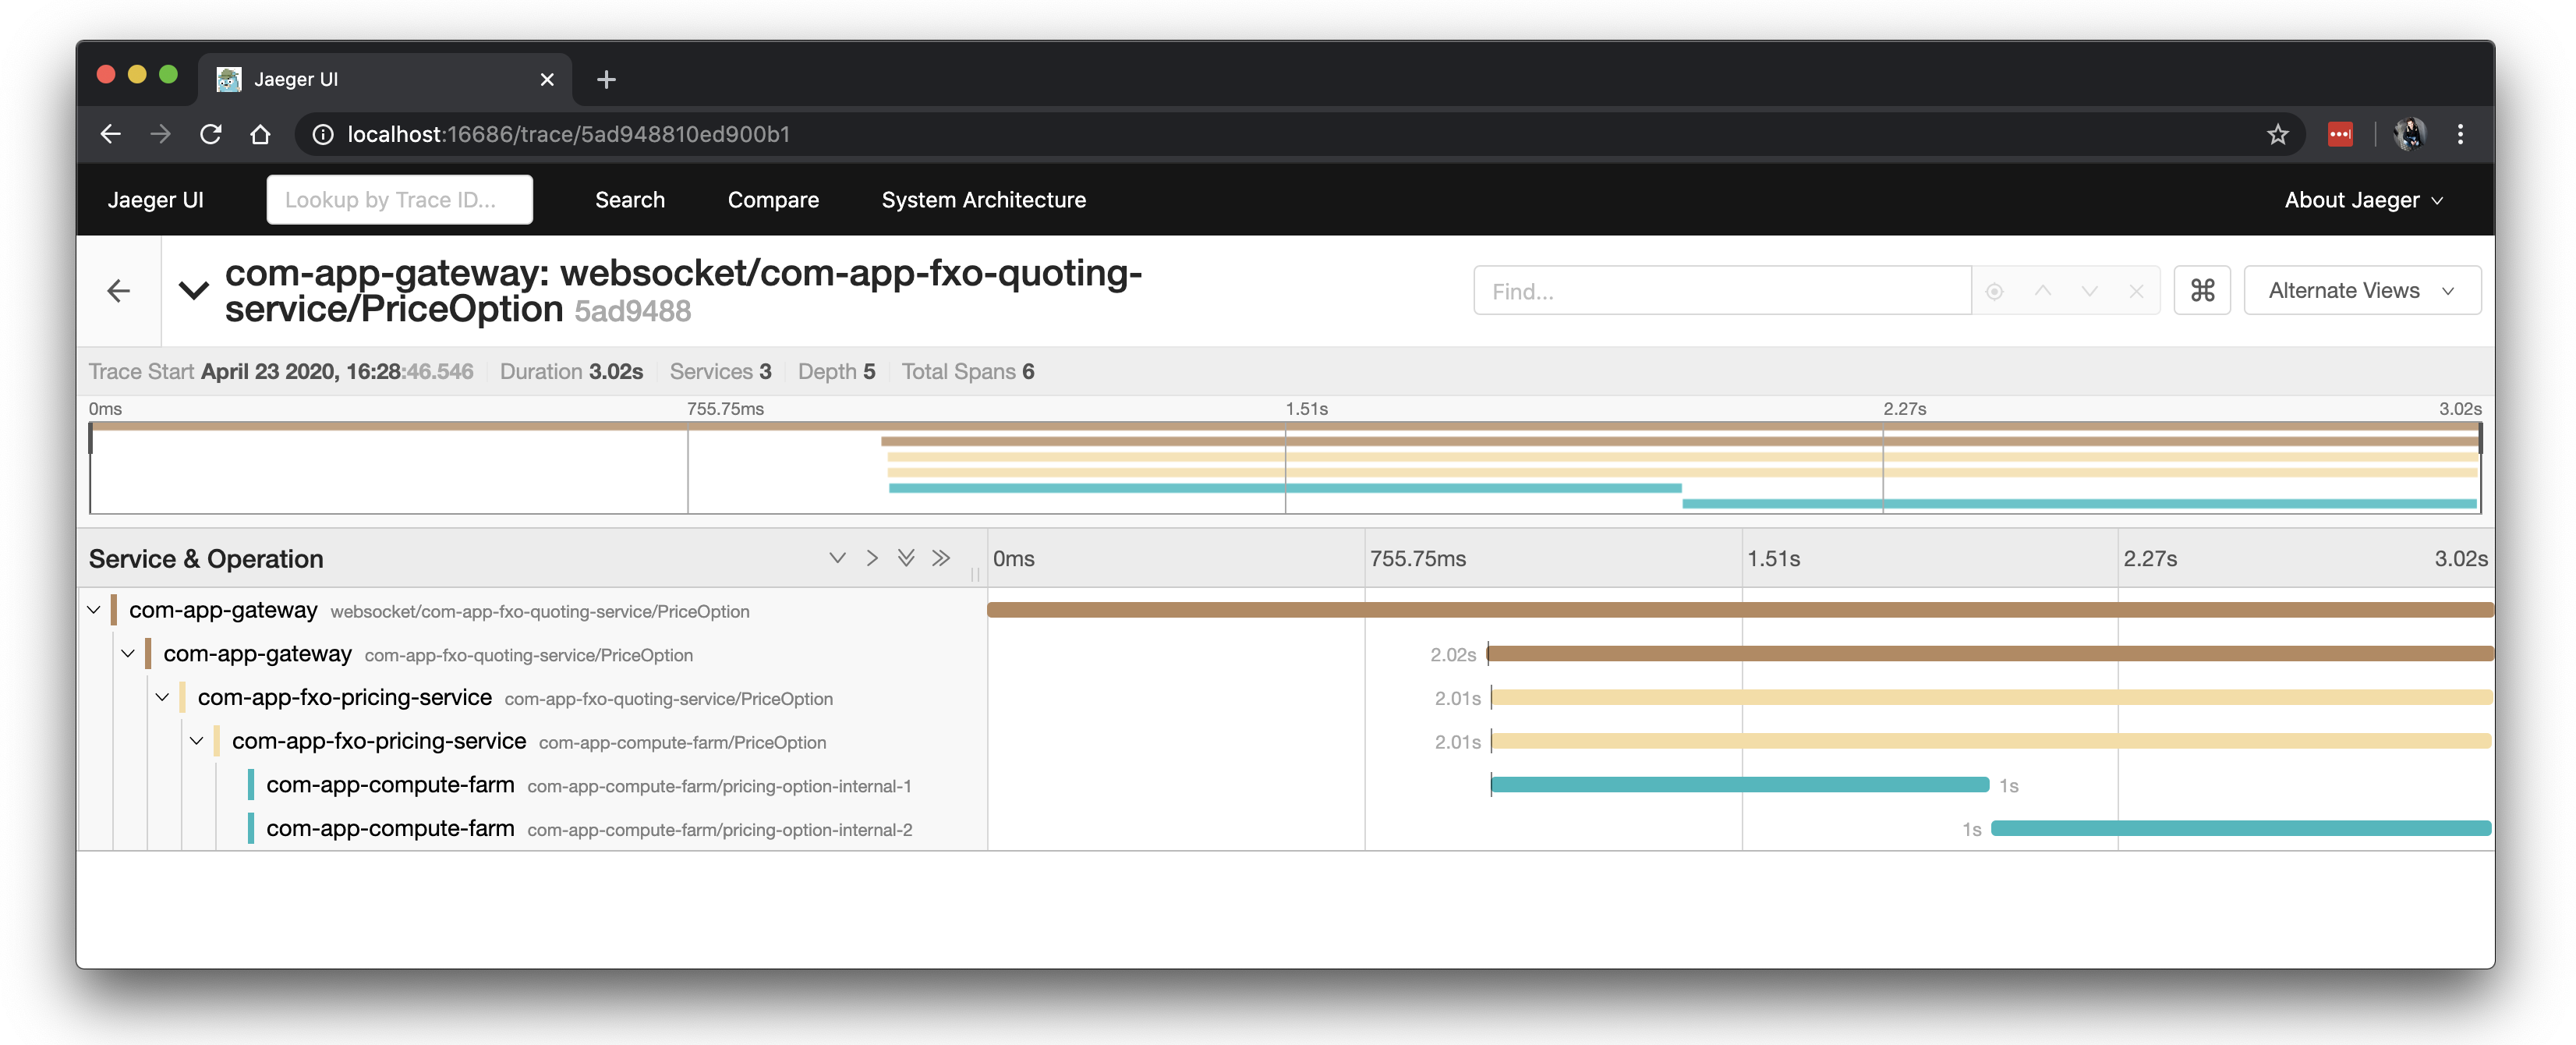 Jaeger UI
localhost:16686/trace/5ad948810ed900b1
Jaeger UI Lookup by Trace ID... Search Compare System Architecture About Jaeger
com-app-gateway: websocket/com-app-fxo-quoting-
service/PriceOption 5ad9488
Find... Alternate Views
Trace Start April 23 2020, 16:28:46.546 Duration 3.02s Services 3 Depth 5 Total Spans 6
0ms 755.75ms 1.51s 2.27s 3.02s
Service & Operation 0ms 755.75ms 1.51s 2.27s 3.02s
com-app-gateway websocket/com-app-fxo-quoting-service/PriceOption
com-app-gateway com-app-fxo-quoting-service/PriceOption 2.02s
com-app-fxo-pricing-service com-app-fxo-quoting-service/PriceOption 2.01s
com-app-fxo-pricing-service com-app-compute-farm/PriceOption 2.01s
com-app-compute-farm com-app-compute-farm/pricing-option-internal-1 1s
com-app-compute-farm com-app-compute-farm/pricing-option-internal-2 1s